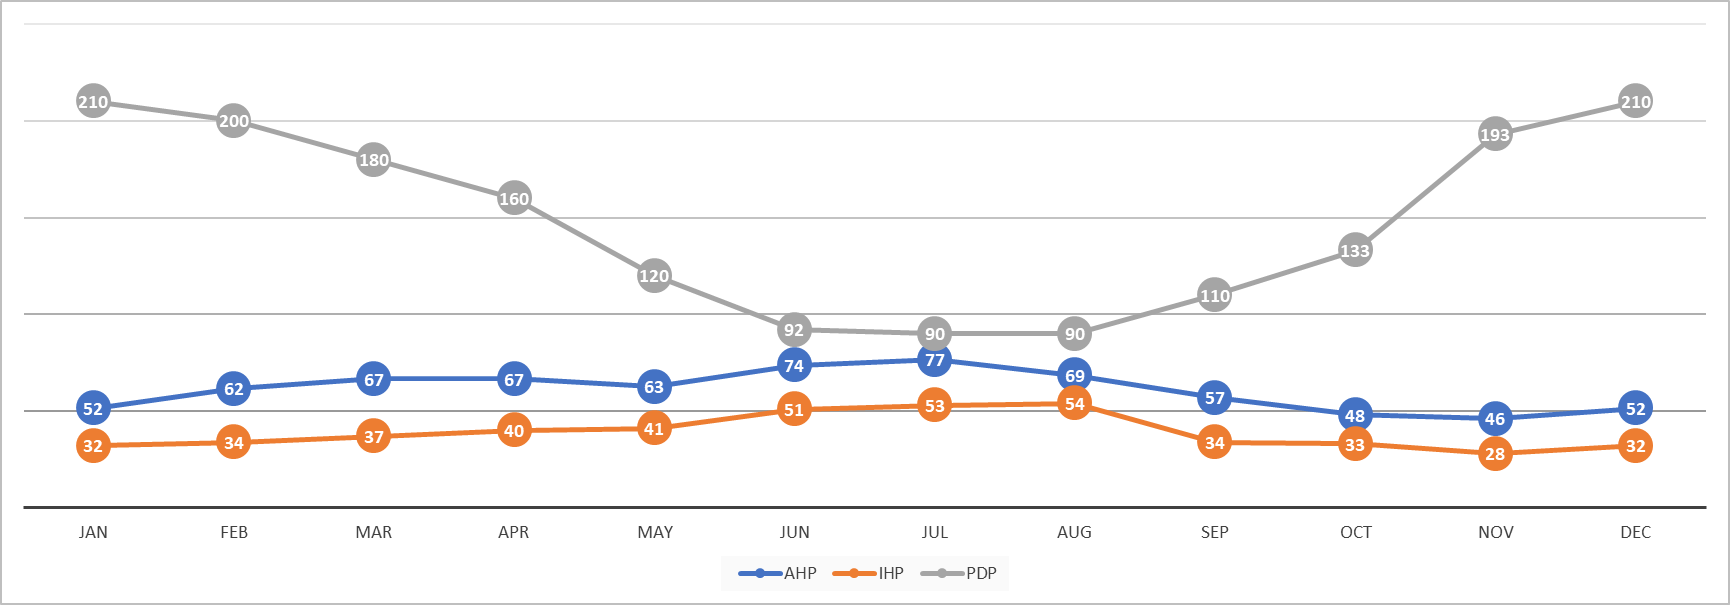 210 200 180 160 120 92 90 90 110 133 193 210
52 62 67 67 63 74 77 69 57 48 46 52
32 34 37 40 41 51 53 54 34 33 28 32
JAN FEB MAR APR MAY JUN JUL AUG SEP OCT NOV DEC
AHP IHP PDP